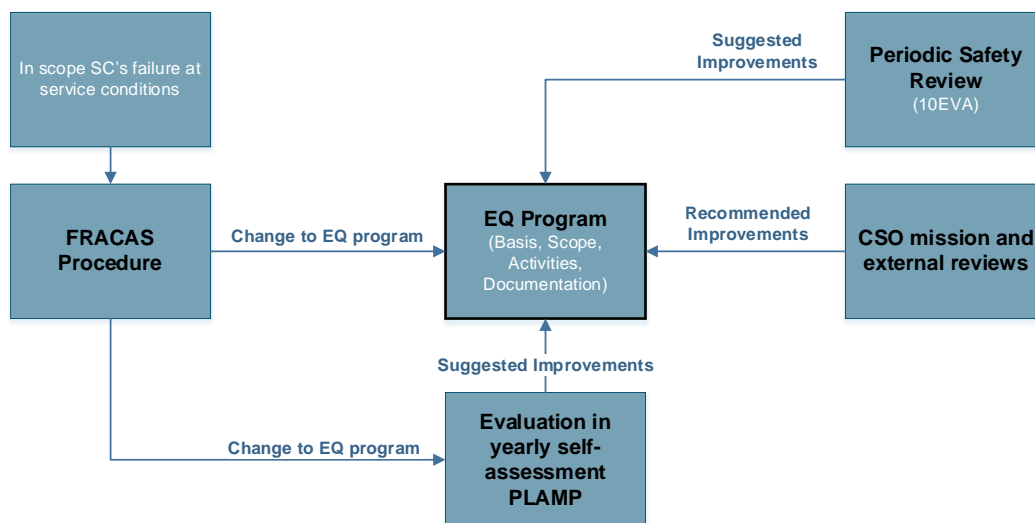 In scope SC's failure at
service conditions
Suggested
Improvements
Periodic Safety
Review
(10EVA)
FRACAS
Procedure
Change to EQ program
EQ Program
(Basis, Scope,
Activities,
Documentation)
Recommended
Improvements
CSO mission and
external reviews
Suggested Improvements
Change to EQ program
Evaluation in
yearly self-
assessment
PLAMP